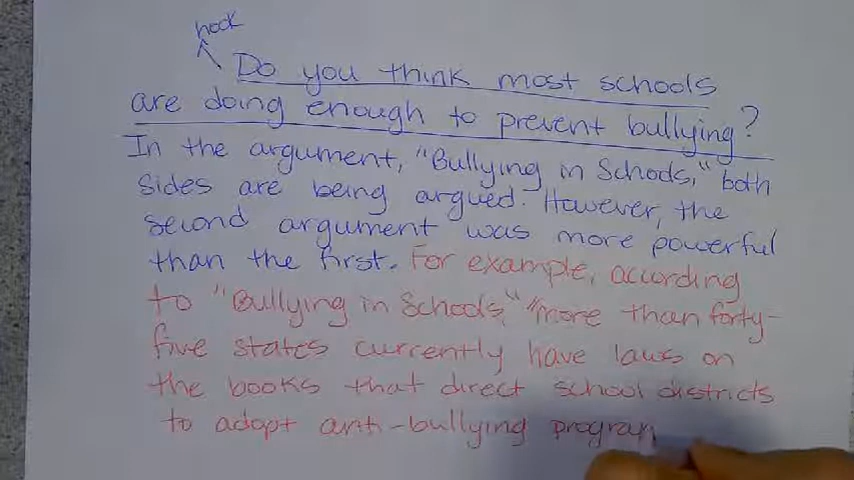 hook
Do you think most schools
are doing enough to prevent bullying?
In the argument, "Bullying in Schools," both
sides are being argued. However, the
second argument was more powerful
than the first. For example, according
to "Bullying in Schools," "more than forty-
five states currently have laws on
the books that direct school districts
to adopt anti-bullying program